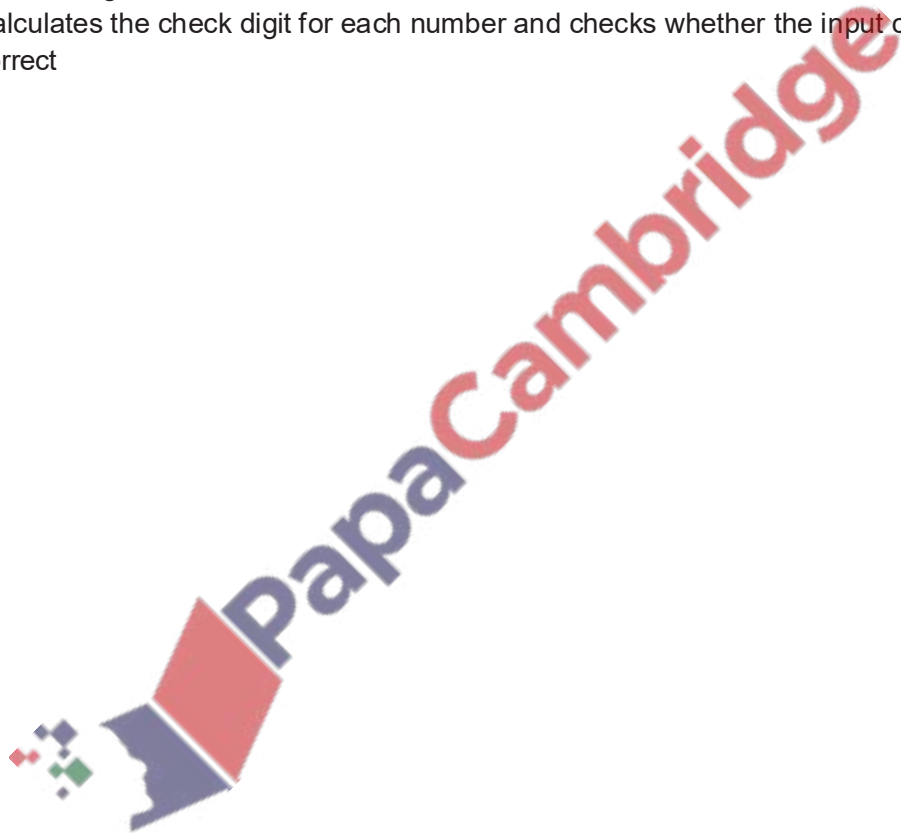 alculates the check digit for each number and checks whether the input c
rrect
PapaCambridge